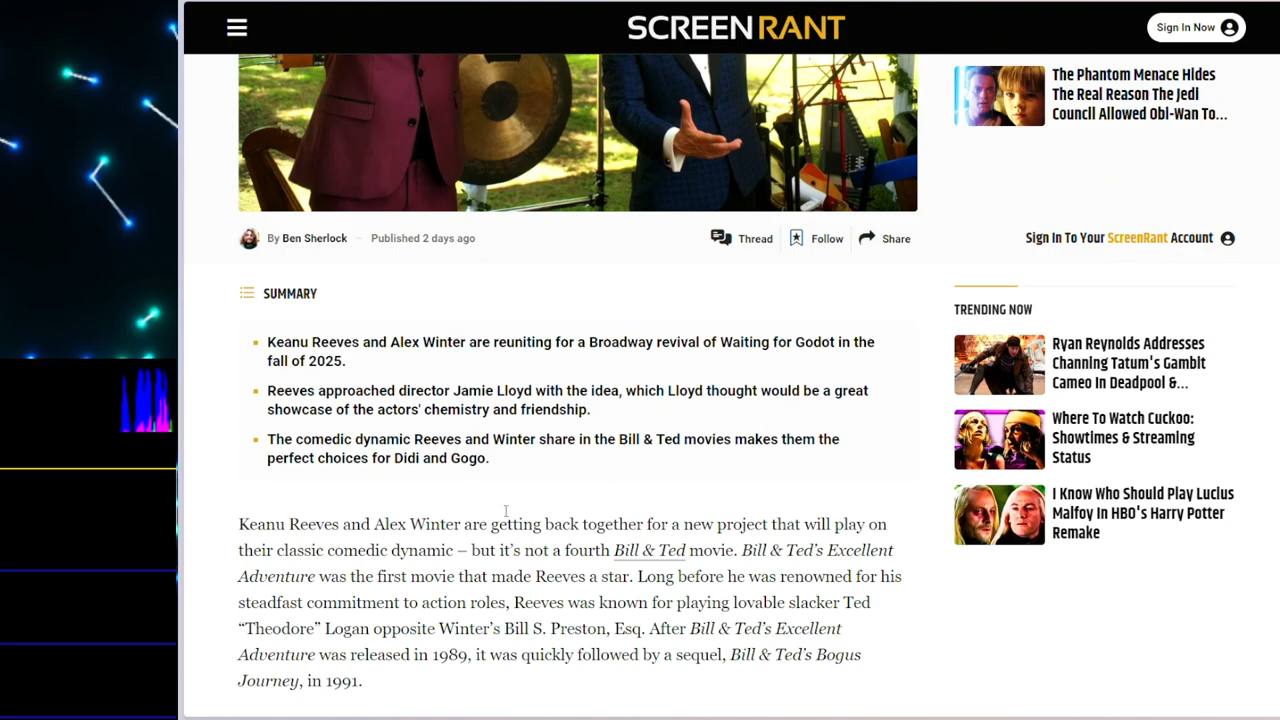 SCREENRANT
Sign In Now
The Phantom Menace Hides
The Real Reason The Jedi
Council Allowed Obi-Wan To...
By Ben Sherlock
Published 2 days ago
Thread
Follow
Share
Sign In To Your ScreenRant Account
SUMMARY
Keanu Reeves and Alex Winter are reuniting for a Broadway revival of Waiting for Godot in the
fall of 2025.
Reeves approached director Jamie Lloyd with the idea, which Lloyd thought would be a great
showcase of the actors' chemistry and friendship.
The comedic dynamic Reeves and Winter share in the Bill & Ted movies makes them the
perfect choices for Didi and Gogo.
Keanu Reeves and Alex Winter are getting back together for a new project that will play on
their classic comedic dynamic – but it's not a fourth Bill & Ted movie. Bill & Ted's Excellent
Adventure was the first movie that made Reeves a star. Long before he was renowned for his
steadfast commitment to action roles, Reeves was known for playing lovable slacker Ted
“Theodore” Logan opposite Winter's Bill S. Preston, Esq. After Bill & Ted's Excellent
Adventure was released in 1989, it was quickly followed by a sequel, Bill & Ted's Bogus
Journey, in 1991.
TRENDING NOW
Ryan Reynolds Addresses
Channing Tatum's Gambit
Cameo In Deadpool &...
Where To Watch Cuckoo:
Showtimes & Streaming
Status
I Know Who Should Play Lucius
Malfoy In HBO's Harry Potter
Remake